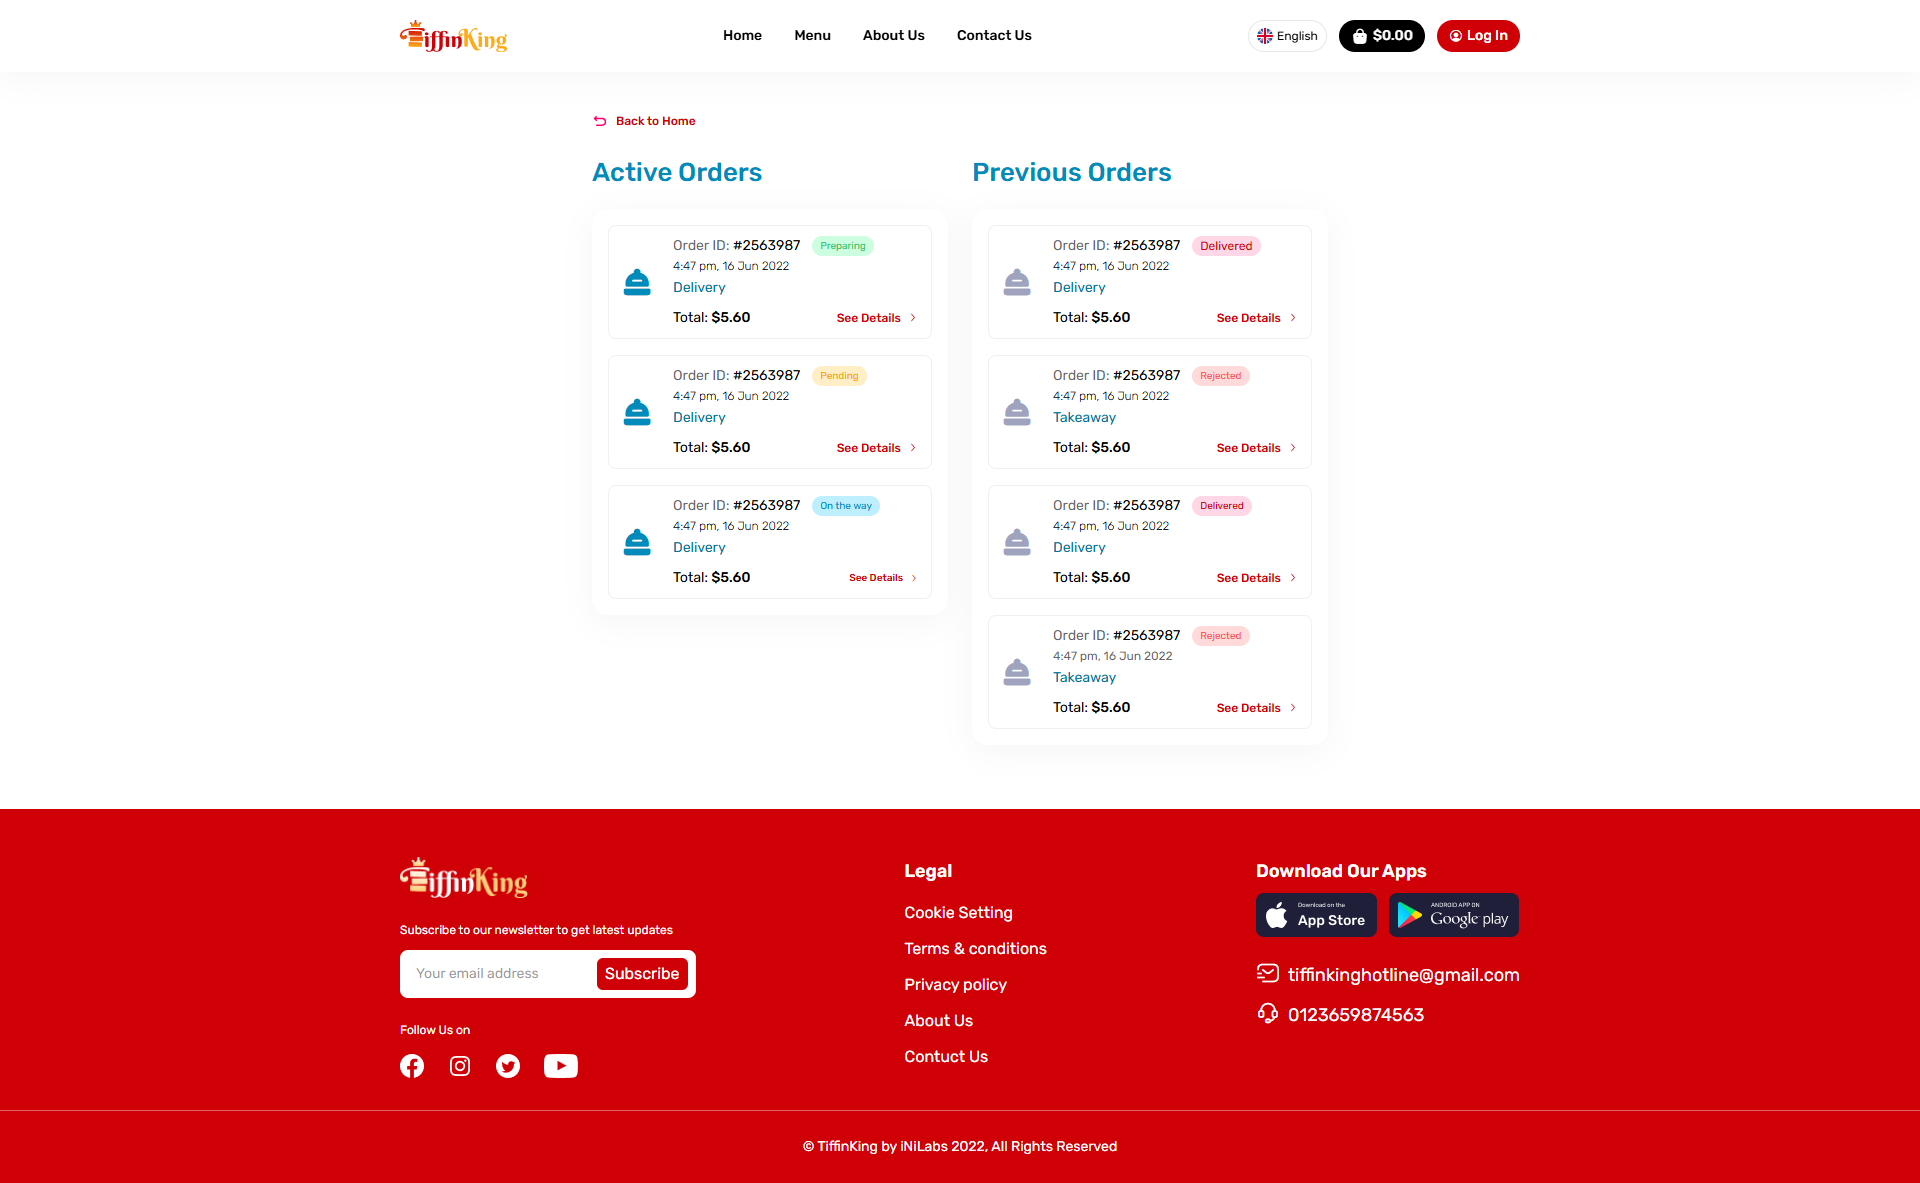 TiffinKing
Home
Menu
About Us
Contact Us
English
$0.00
Log In
Back to Home
Active Orders
Order ID: #2563987 Preparing
4:47 pm, 16 Jun 2022
Delivery
Total: $5.60 See Details
Order ID: #2563987 Pending
4:47 pm, 16 Jun 2022
Delivery
Total: $5.60 See Details
Order ID: #2563987 On the way
4:47 pm, 16 Jun 2022
Delivery
Total: $5.60 See Details
Previous Orders
Order ID: #2563987 Delivered
4:47 pm, 16 Jun 2022
Delivery
Total: $5.60 See Details
Order ID: #2563987 Rejected
4:47 pm, 16 Jun 2022
Takeaway
Total: $5.60 See Details
Order ID: #2563987 Delivered
4:47 pm, 16 Jun 2022
Delivery
Total: $5.60 See Details
Order ID: #2563987 Rejected
4:47 pm, 16 Jun 2022
Takeaway
Total: $5.60 See Details
TiffinKing
Subscribe to our newsletter to get latest updates
Your email address Subscribe
Follow Us on
Legal
Cookie Setting
Terms & conditions
Privacy policy
About Us
Contuct Us
Download Our Apps
Download on the
App Store
ANDROID APP ON
Google play
tiffinkinghotline@gmail.com
0123659874563
© TiffinKing by iNiLabs 2022, All Rights Reserved